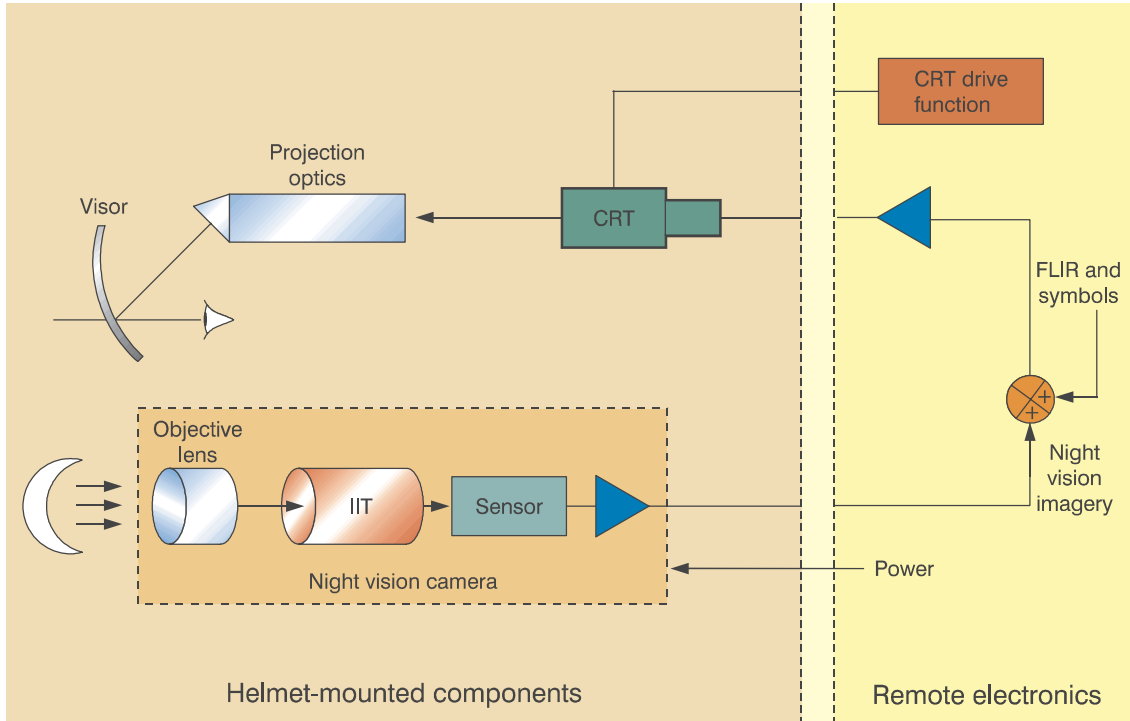 CRT drive
function
Projection
optics
Visor
CRT
FLIR and
symbols
+
+
Objective
lens
IIT
Sensor
Night
vision
imagery
Night vision camera
Power
Helmet-mounted components
Remote electronics